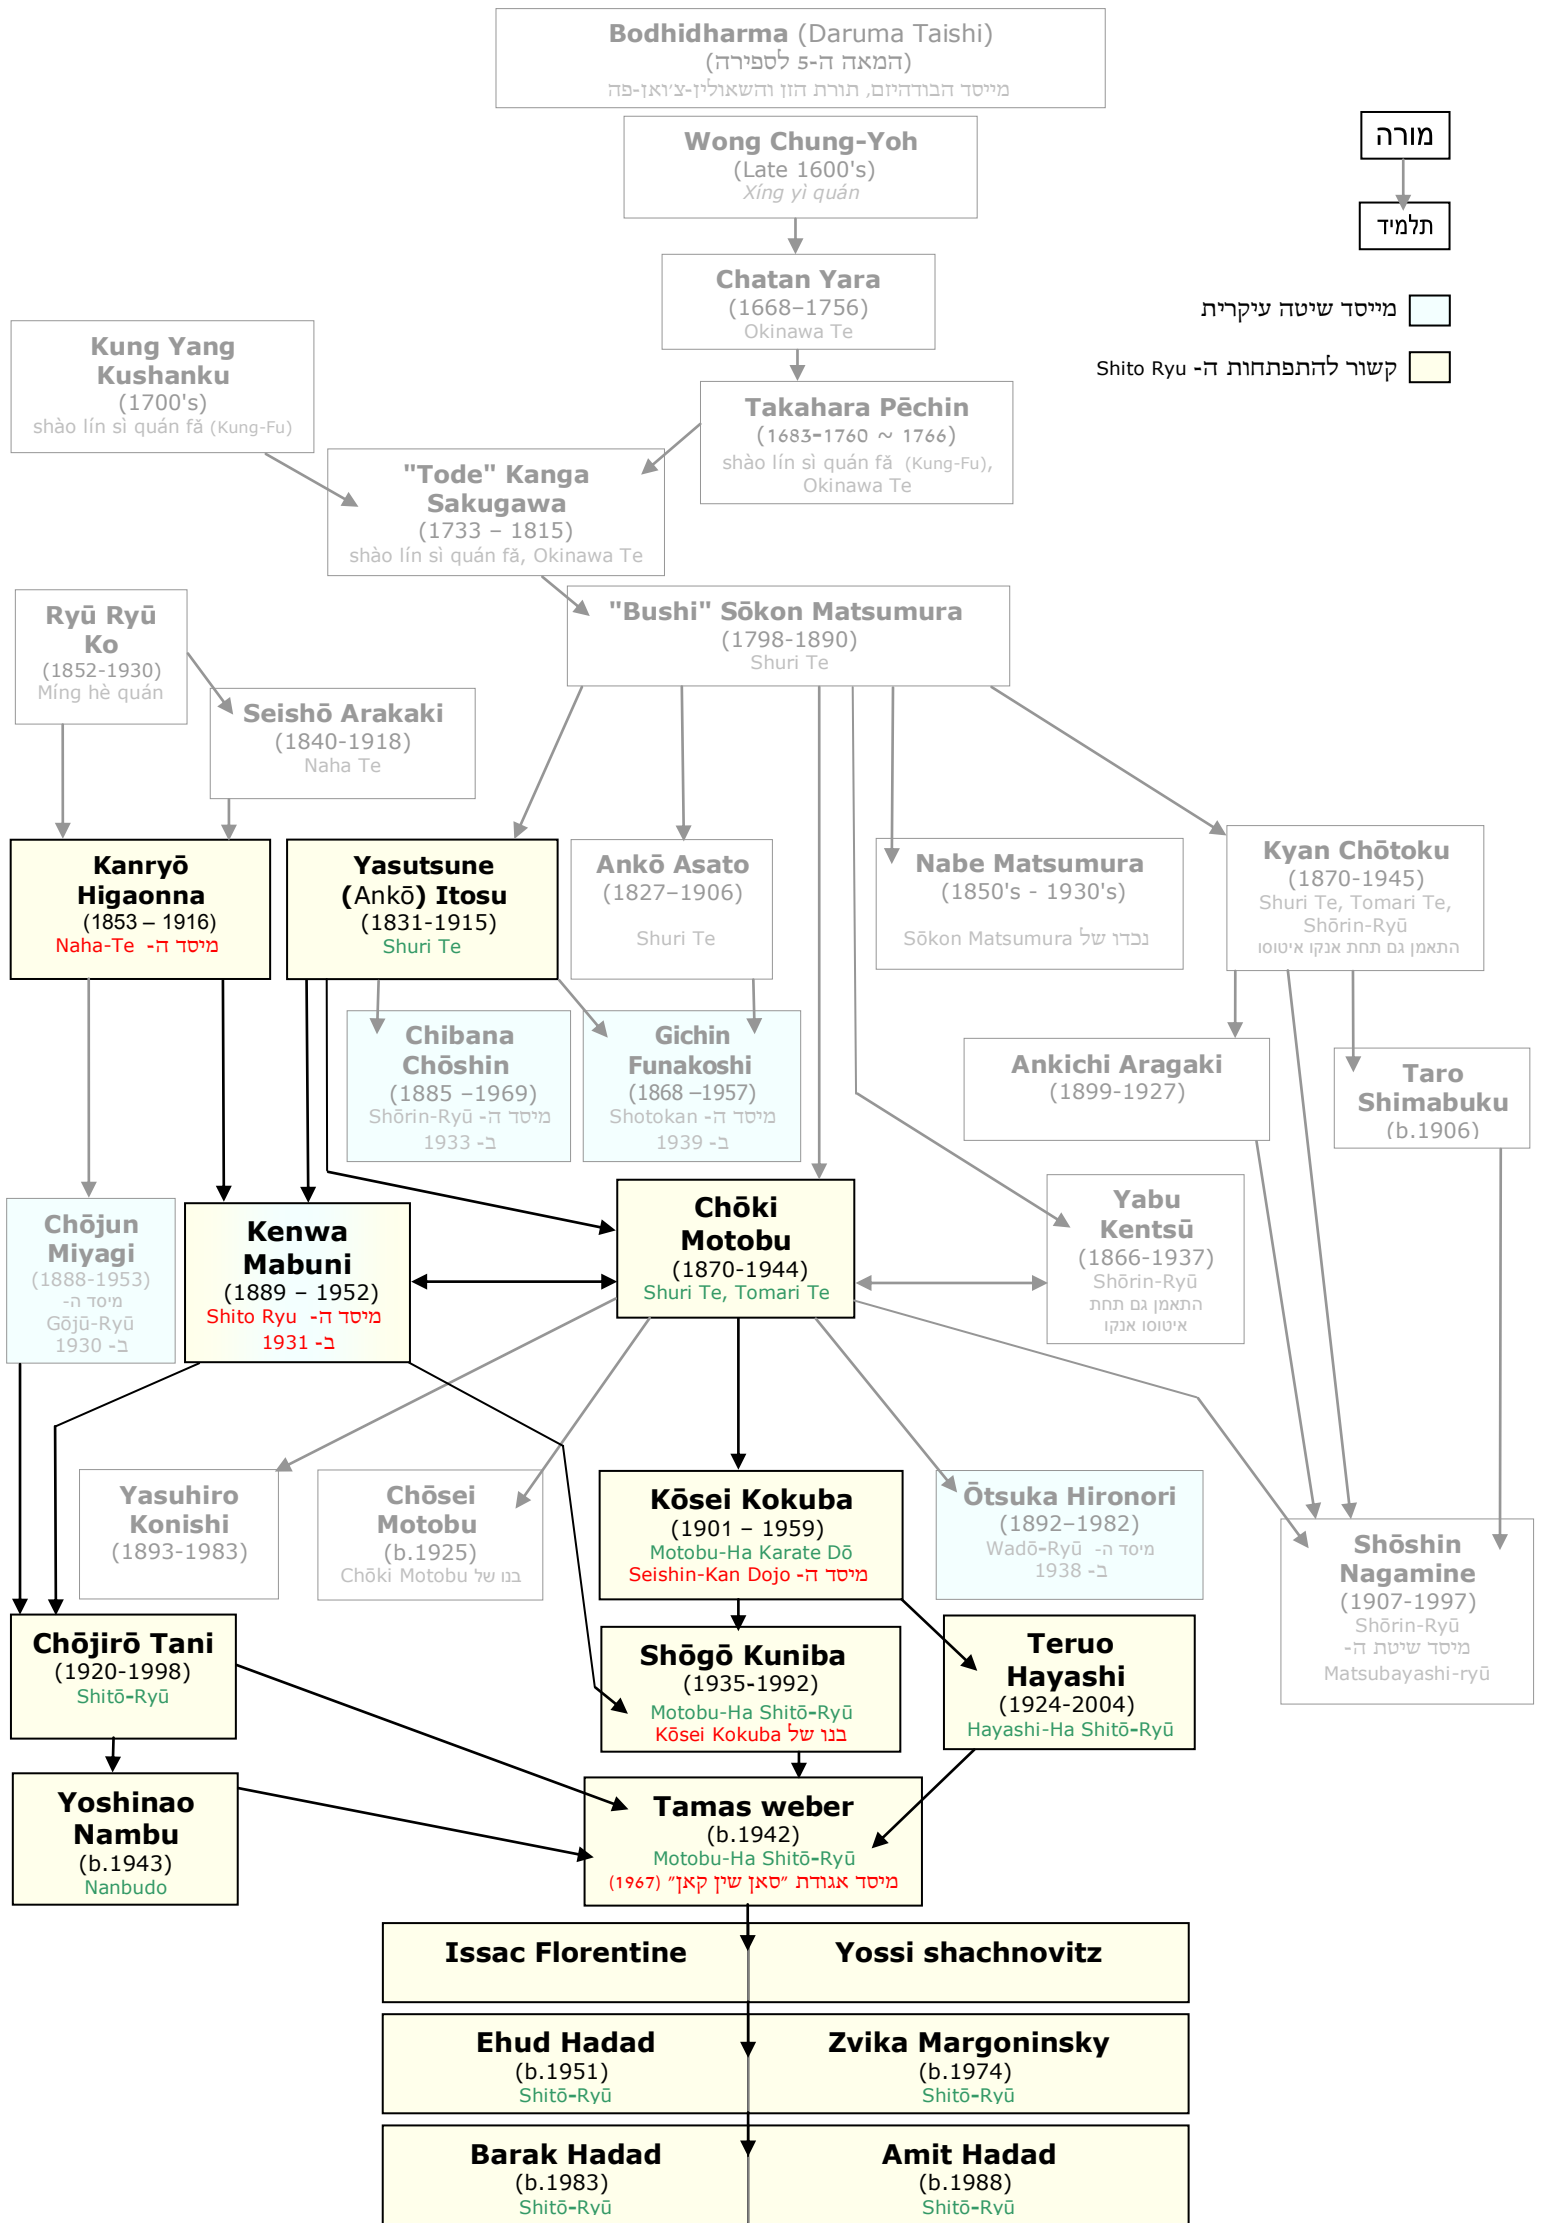 Bodhidharma (Daruma Taishi)
(המאה ה-5 לספירה)
מייסד הבודהיזם, תורת הזן והשאולין-צ׳ואן-פה
Wong Chung-Yoh
(Late 1600's)
Xíng yì quán
מורה
תלמיד
מייסד שיטה עיקרית
קשור להתפתחות ה- Shito Ryu
Chatan Yara
(1668–1756)
Okinawa Te
Kung Yang
Kushanku
(1700's)
shào lín sì quán fǎ (Kung-Fu)
Takahara Pēchin
(1683-1760 ~ 1766)
shào lín sì quán fǎ (Kung-Fu),
Okinawa Te
"Tode" Kanga
Sakugawa
(1733 – 1815)
shào lín sì quán fǎ, Okinawa Te
"Bushi" Sōkon Matsumura
(1798-1890)
Shuri Te
Ryū Ryū
Ko
(1852-1930)
Míng hè quán
Seishō Arakaki
(1840-1918)
Naha Te
Kanryō
Higaonna
(1853 – 1916)
מיסד ה- Naha-Te
Yasutsune
(Ankō) Itosu
(1831-1915)
Shuri Te
Ankō Asato
(1827–1906)
Shuri Te
Nabe Matsumura
(1850's - 1930's)
נכדו של Sōkon Matsumura
Kyan Chōtoku
(1870-1945)
Shuri Te, Tomari Te,
Shōrin-Ryū
התאמן גם תחת אנקו איטוסו
Chibana
Chōshin
(1885 –1969)
מיסד ה- Shōrin-Ryū
ב- 1933
Gichin
Funakoshi
(1868 –1957)
מיסד ה- Shotokan
ב- 1939
Ankichi Aragaki
(1899-1927)
Taro
Shimabuku
(b.1906)
Chōjun
Miyagi
(1888-1953)
מיסד ה-
Gōjū-Ryū
ב- 1930
Kenwa
Mabuni
(1889 – 1952)
מיסד ה- Shito Ryu
ב- 1931
Chōki
Motobu
(1870-1944)
Shuri Te, Tomari Te
Yabu
Kentsū
(1866-1937)
Shōrin-Ryū
התאמן גם תחת
איטוסו אנקו
Yasuhiro
Konishi
(1893-1983)
Chōsei
Motobu
(b.1925)
בנו של Chōki Motobu
Kōsei Kokuba
(1901 – 1959)
Motobu-Ha Karate Dō
מיסד ה- Seishin-Kan Dojo
Ōtsuka Hironori
(1892–1982)
מיסד ה- Wadō-Ryū
ב- 1938
Shōshin
Nagamine
(1907-1997)
Shōrin-Ryū
מיסד שיטת ה-
Matsubayashi-ryū
Chōjirō Tani
(1920-1998)
Shitō-Ryū
Shōgō Kuniba
(1935-1992)
Motobu-Ha Shitō-Ryū
בנו של Kōsei Kokuba
Teruo
Hayashi
(1924-2004)
Hayashi-Ha Shitō-Ryū
Yoshinao
Nambu
(b.1943)
Nanbudo
Tamas weber
(b.1942)
Motobu-Ha Shitō-Ryū
מיסד אגודת ״סאן שין קאן״ (1967)
Issac Florentine
Yossi shachnovitz
Ehud Hadad
(b.1951)
Shitō-Ryū
Zvika Margoninsky
(b.1974)
Shitō-Ryū
Barak Hadad
(b.1983)
Shitō-Ryū
Amit Hadad
(b.1988)
Shitō-Ryū